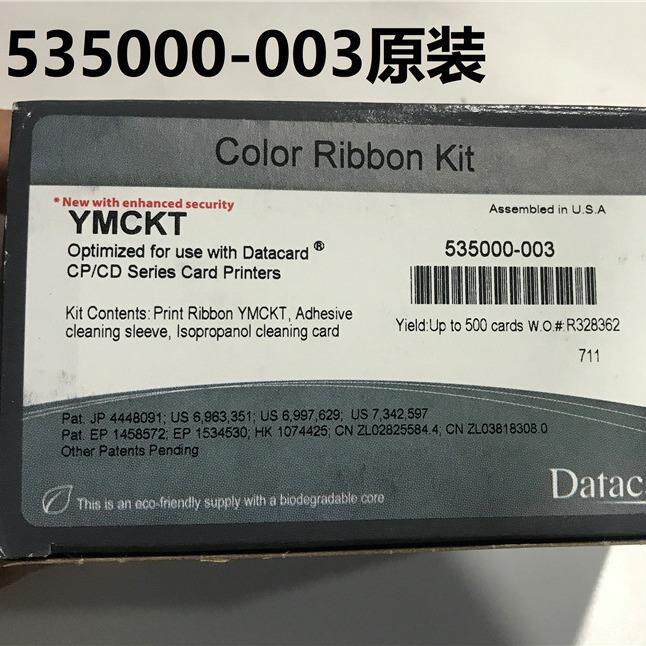 535000-003原装
Color Ribbon Kit
* New with enhanced security
YMCKT
Assembled in U.S.A
Optimized for use with Datacard ®
CP/CD Series Card Printers
535000-003
Kit Contents: Print Ribbon YMCKT, Adhesive
cleaning sleeve, Isopropanol cleaning card
Yield:Up to 500 cards W.O.#:R328362
711
Pat. JP 4448091; US 6,963,351; US 6,997,629; US 7,342,597
Pat. EP 1458572; EP 1534530; HK 1074425; CN ZL02825584.4, CN ZL03818308.0
Other Patents Pending
This is an eco-friendly supply with a biodegradable core
Datac